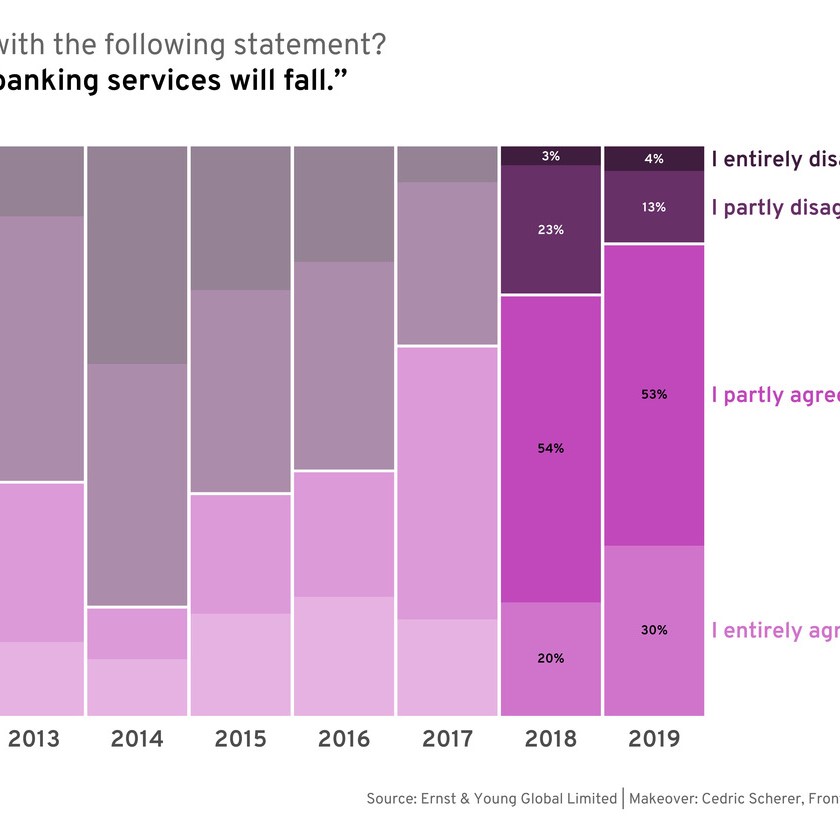 with the following statement?
banking services will fall.”
3%
4%
I entirely dis
13%
I partly disag
23%
53%
I partly agre
54%
30%
I entirely agr
20%
2013 2014 2015 2016 2017 2018 2019
Source: Ernst & Young Global Limited | Makeover: Cedric Scherer, Fron